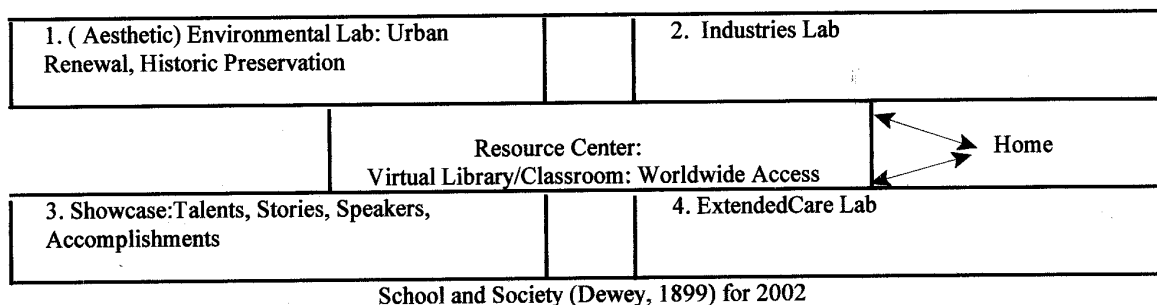 1. ( Aesthetic) Environmental Lab: Urban
Renewal, Historic Preservation
2. Industries Lab
Resource Center:
Virtual Library/Classroom: Worldwide Access
Home
3. Showcase:Talents, Stories, Speakers,
Accomplishments
4. ExtendedCare Lab
School and Society (Dewey, 1899) for 2002